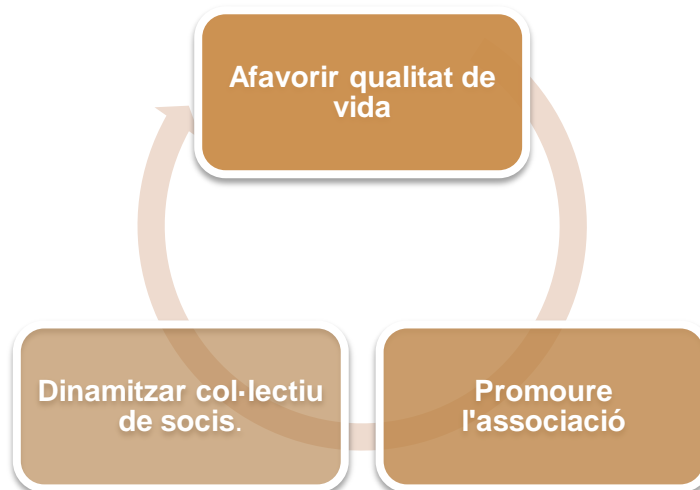 Afavorir qualitat de
vida
Dinamitzar col·lectiu
de socis.
Promoure
l'associació